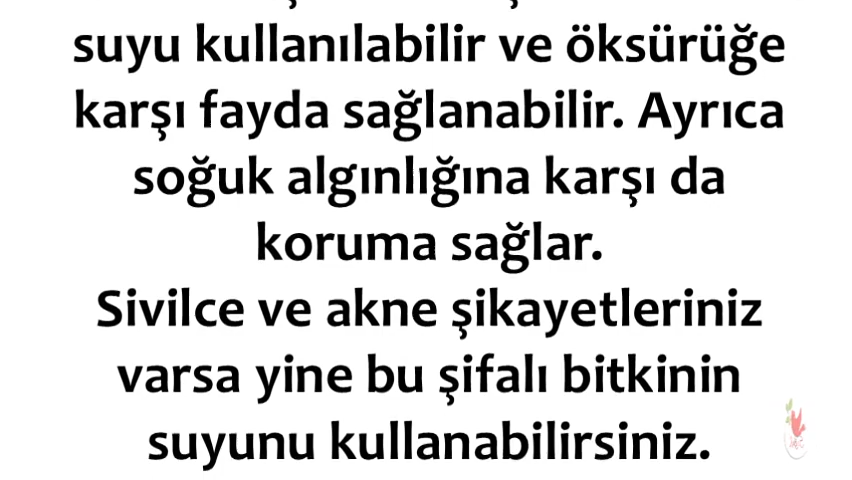 suyu kullanılabilir ve öksürüğe
karşı fayda sağlanabilir. Ayrıca
soğuk algınlığına karşı da
koruma sağlar.
Sivilce ve akne şikayetleriniz
varsa yine bu şifalı bitkinin
suyunu kullanabilirsiniz.